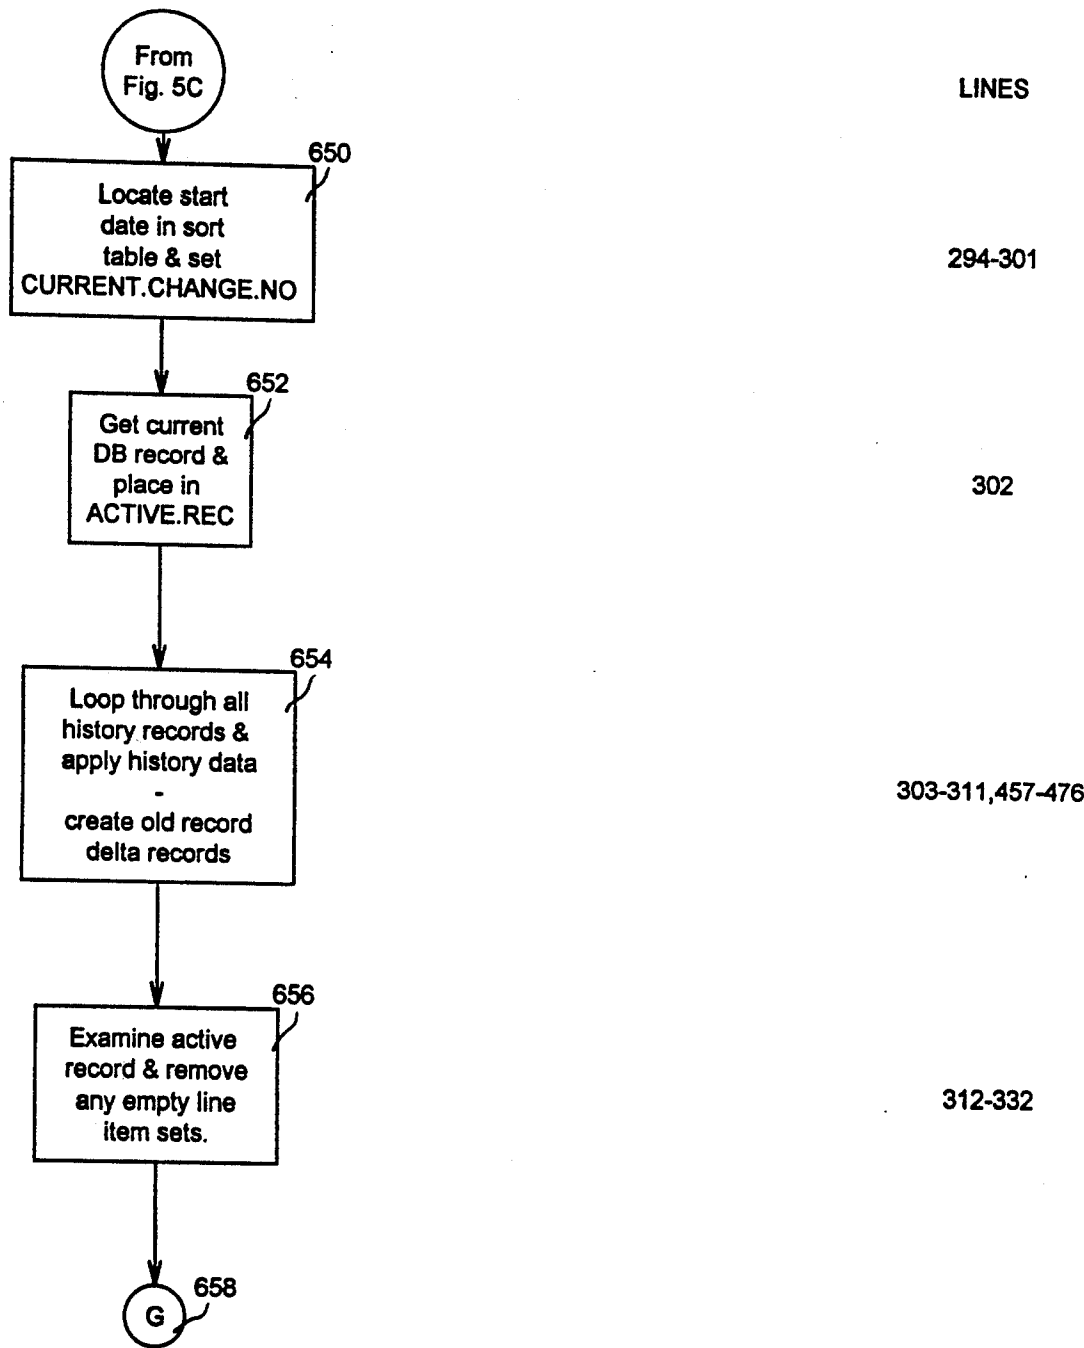 From
Fig. 5C
LINES
650
Locate start
date in sort
table & set
CURRENT.CHANGE.NO
294-301
652
Get current
DB record &
place in
ACTIVE.REC
302
654
Loop through all
history records &
apply history data
-
create old record
delta records
303-311,457-476
656
Examine active
record & remove
any empty line
item sets.
312-332
658
G